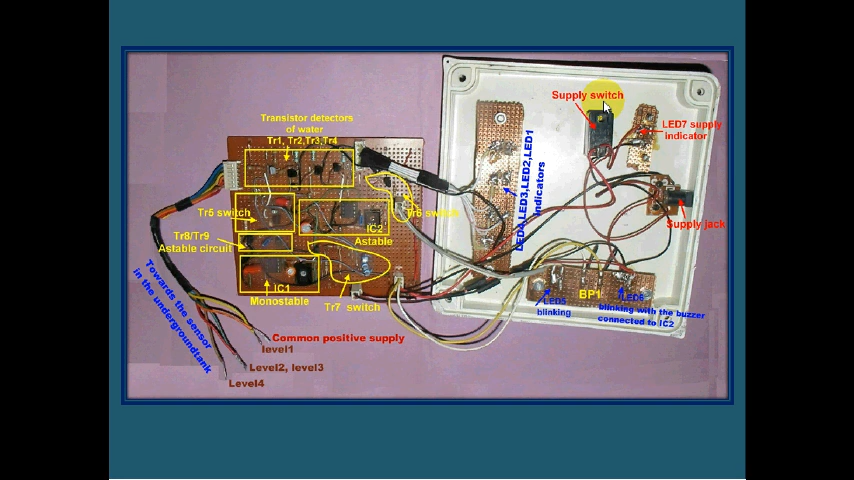 Supply switch
Transistor detectors
of water
Tr1, Tr2,Tr3,Tr4
LED7 supply
indicator
LED4,LED3,LED2,LED1
indicators
Tr5 switch
Tr6 switch
Supply jack
IC2
Astable
Tr8/Tr9
Astable circuit
IC1
Monostable
Tr7 switch
BP1
LED5
blinking
LED6
blinking with the buzzer
connected to IC2
Towards the sensor
in the undergroundtank
Common positive supply
level1
Level2, level3
Level4